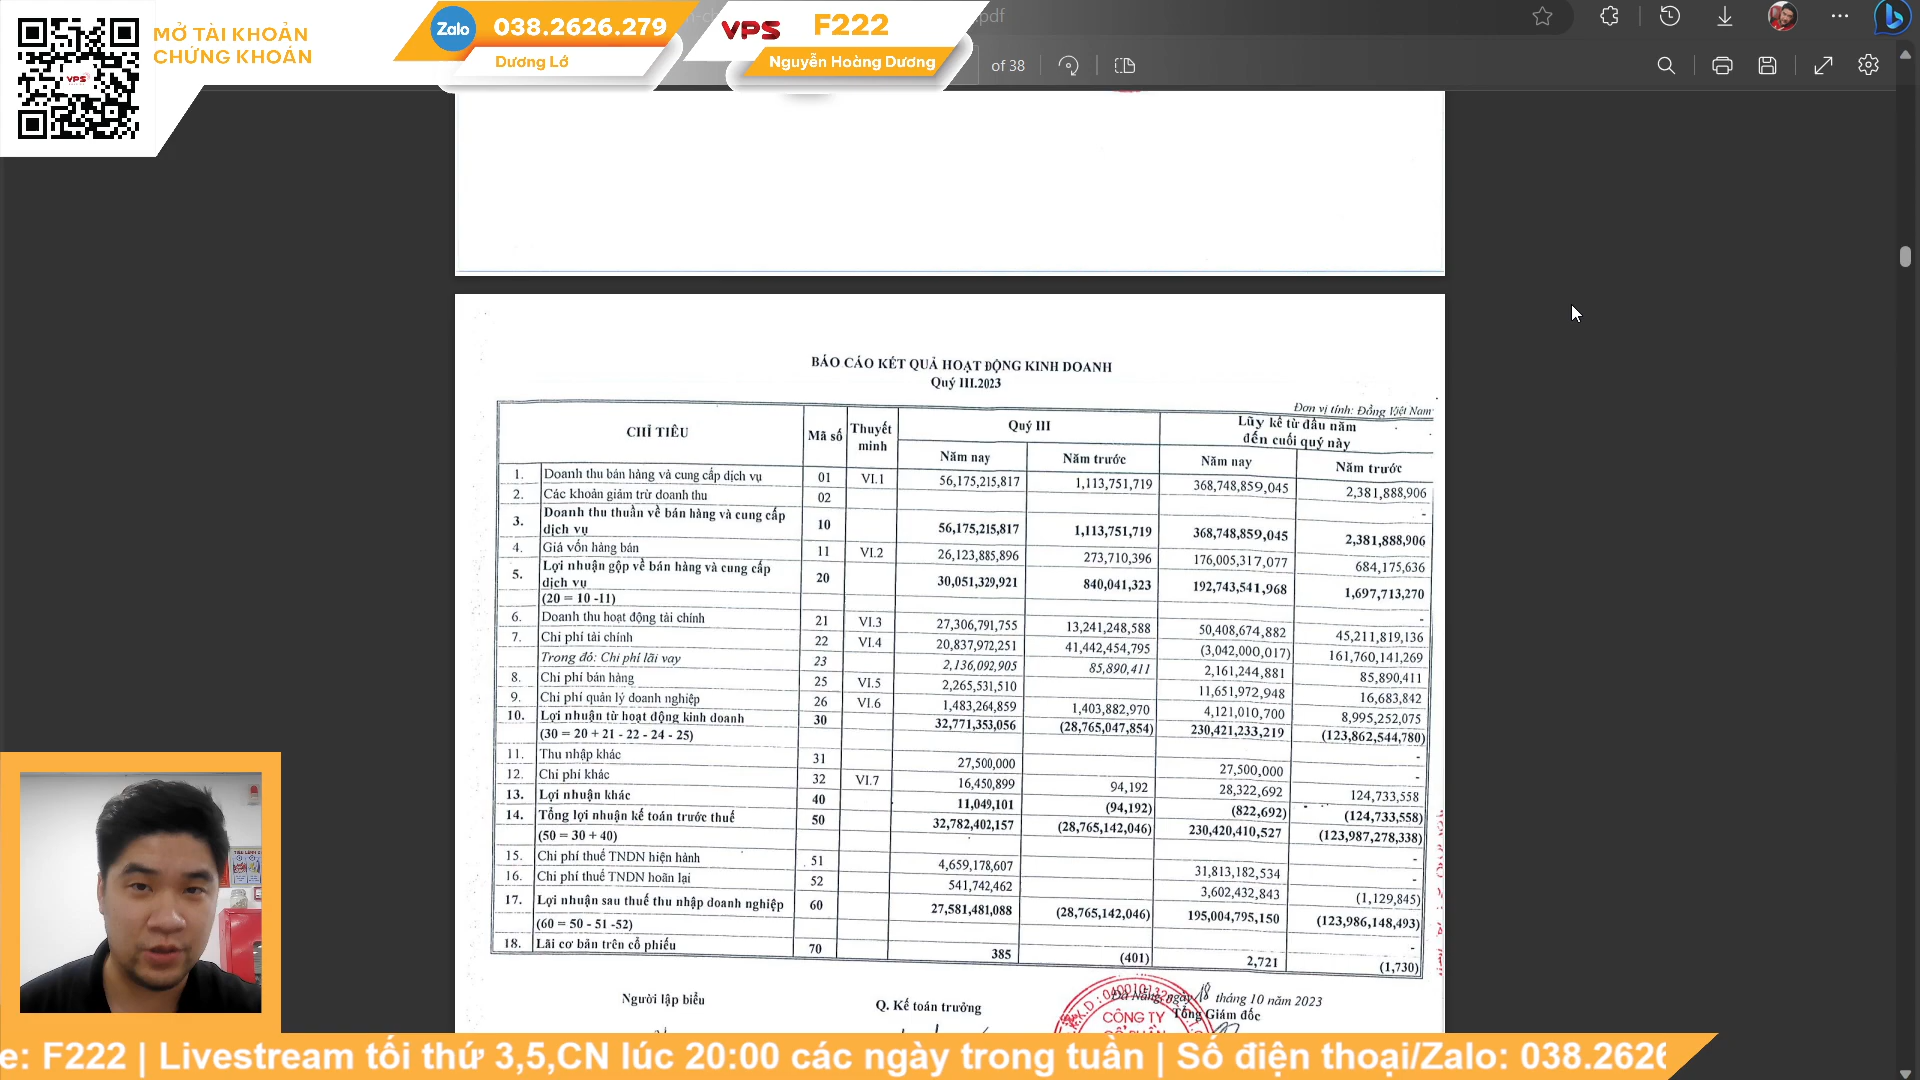 MỞ TÀI KHOẢN
CHỨNG KHOÁN
VPS
Zalo
038.2626.279
Dương Lớ
VPS
F222
Nguyễn Hoàng Dương
.pdf
of 38
BÁO CÁO KẾT QUẢ HOẠT ĐỘNG KINH DOANH
Quý III.2023
Đơn vị tính: Đồng Việt Nam
CHỈ TIÊU Mã số Thuyết minh Quý III Lũy kế từ đầu năm đến cuối quý này
Năm nay Năm trước Năm nay Năm trước
1. Doanh thu bán hàng và cung cấp dịch vụ 01 VI.1 56,175,215,817 1,113,751,719 368,748,859,045 2,381,888,906
2. Các khoản giảm trừ doanh thu 02 -
3. Doanh thu thuần về bán hàng và cung cấp dịch vụ 10 56,175,215,817 1,113,751,719 368,748,859,045 2,381,888,906
4. Giá vốn hàng bán 11 VI.2 26,123,885,896 273,710,396 176,005,317,077 684,175,636
5. Lợi nhuận gộp về bán hàng và cung cấp dịch vụ 20 30,051,329,921 840,041,323 192,743,541,968 1,697,713,270
(20 = 10 -11) -
6. Doanh thu hoạt động tài chính 21 VI.3 27,306,791,755 13,241,248,588 50,408,674,882 45,211,819,136
7. Chi phí tài chính 22 VI.4 20,837,972,251 41,442,454,795 (3,042,000,017) 161,760,141,269
Trong đó: Chi phí lãi vay 23 2,136,092,905 85,890,411 2,161,244,881 85,890,411
8. Chi phí bán hàng 25 VI.5 2,265,531,510 11,651,972,948 16,683,842
9. Chi phí quản lý doanh nghiệp 26 VI.6 1,483,264,859 1,403,882,970 4,121,010,700 8,995,252,075
10. Lợi nhuận từ hoạt động kinh doanh 30 32,771,353,056 (28,765,047,854) 230,421,233,219 (123,862,544,780)
(30 = 20 + 21 - 22 - 24 - 25) -
11. Thu nhập khác 31 27,500,000 27,500,000 -
12. Chi phí khác 32 VI.7 16,450,899 94,192 28,322,692 124,733,558
13. Lợi nhuận khác 40 11,049,101 (94,192) (822,692) (124,733,558)
14. Tổng lợi nhuận kế toán trước thuế 50 32,782,402,157 (28,765,142,046) 230,420,410,527 (123,987,278,338)
(50 = 30 + 40) -
15. Chi phí thuế TNDN hiện hành 51 4,659,178,607 31,813,182,534 -
16. Chi phí thuế TNDN hoãn lại 52 541,742,462 3,602,432,843 (1,129,845)
17. Lợi nhuận sau thuế thu nhập doanh nghiệp 60 27,581,481,088 (28,765,142,046) 195,004,795,150 (123,986,148,493)
(60 = 50 - 51 -52) -
18. Lãi cơ bản trên cổ phiếu 70 385 (401) 2,721 (1,730)
Đà Nẵng, ngày 18 tháng 10 năm 2023
Người lập biểu Q. Kế toán trưởng Tổng Giám đốc
CÔNG TY
e: F222 | Livestream tối thứ 3,5,CN lúc 20:00 các ngày trong tuần | Số điện thoại/Zalo: 038.2626